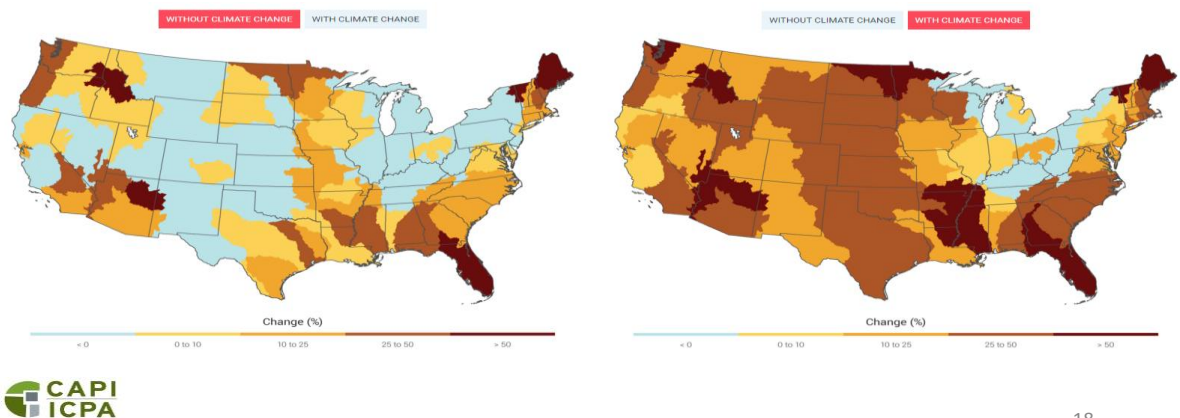 WITHOUT CLIMATE CHANGE
WITH CLIMATE CHANGE
Change (%)
< 0
0 to 10
10 to 25
25 to 50
> 50
WITHOUT CLIMATE CHANGE
WITH CLIMATE CHANGE
Change (%)
< 0
0 to 10
10 to 25
25 to 50
> 50
CAPI
ICPA